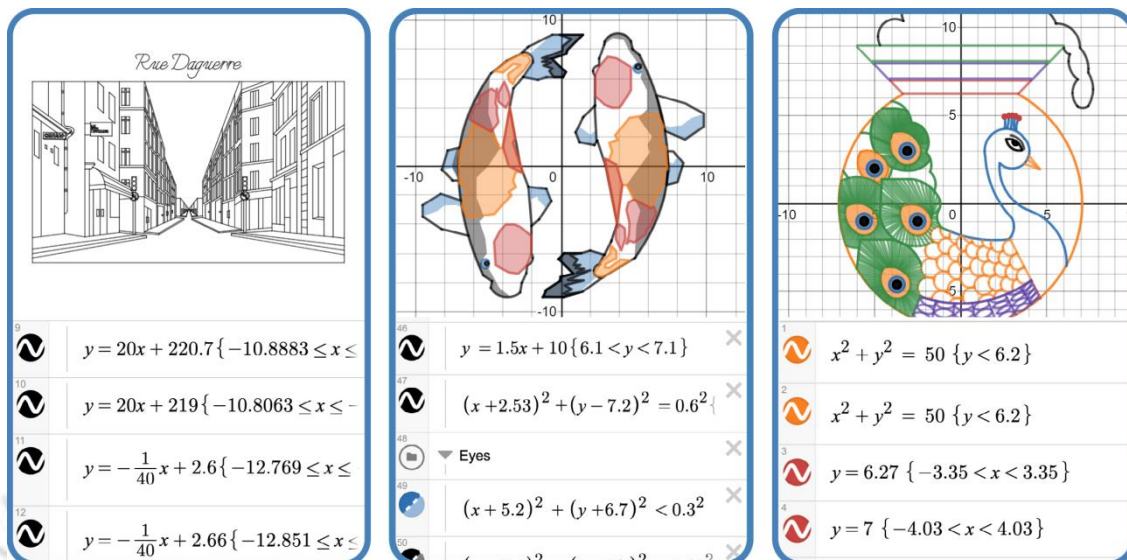 Rue Daguerre
9
y = 20x + 220.7 { −10.8883 ≤ x ≤
10
y = 20x + 219 { −10.8063 ≤ x ≤ −
11
y = − 1/40 x + 2.6 { −12.769 ≤ x ≤
12
y = − 1/40 x + 2.66 { −12.851 ≤ x ≤
10
-10
0
10
-10
46
y = 1.5x + 10 { 6.1 < y < 7.1 }
47
(x + 2.53)² + (y − 7.2)² = 0.6² {
48
Eyes
49
(x + 5.2)² + (y + 6.7)² < 0.3²
50
10
5
-10
0
5
5
1
x² + y² = 50 { y < 6.2 }
2
x² + y² = 50 { y < 6.2 }
3
y = 6.27 { −3.35 < x < 3.35 }
4
y = 7 { −4.03 < x < 4.03 }